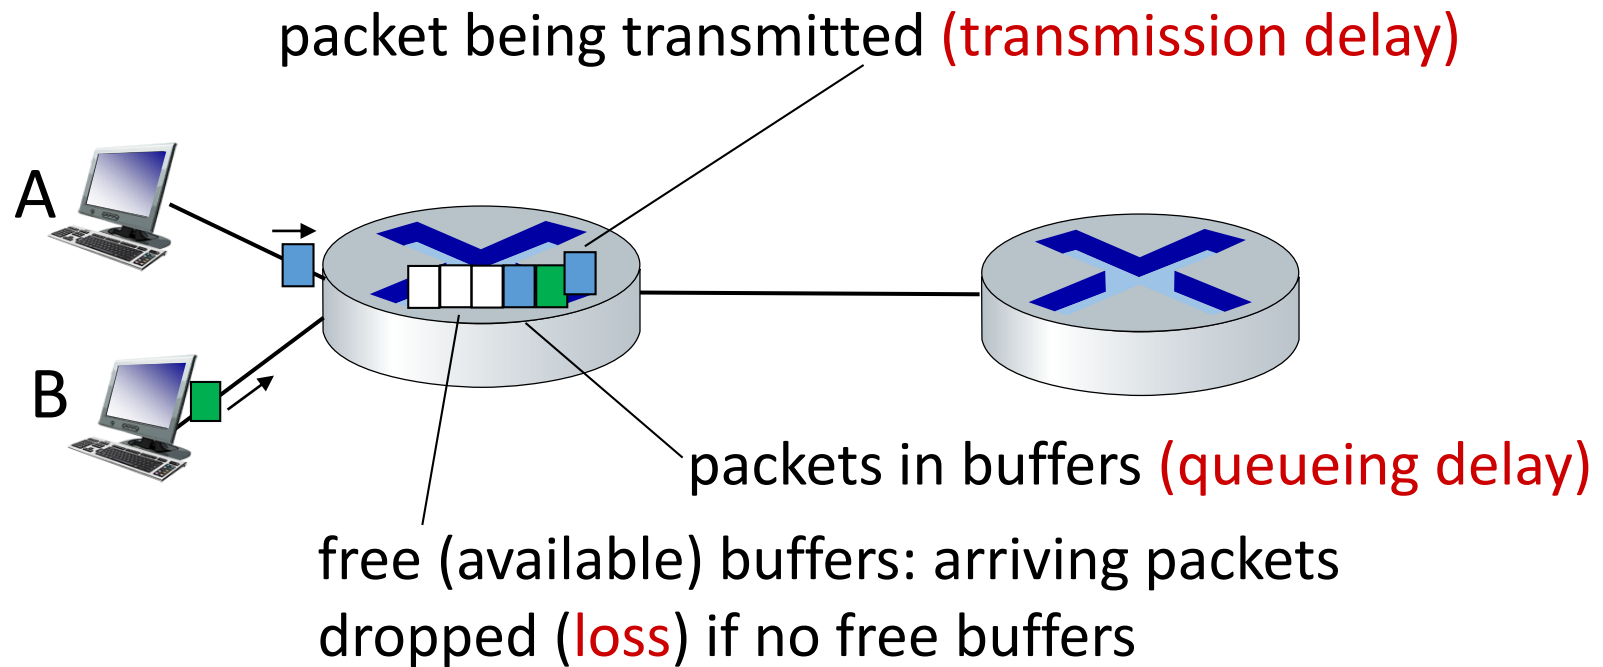 packet being transmitted (transmission delay)
A
B
packets in buffers (queueing delay)
free (available) buffers: arriving packets
dropped (loss) if no free buffers